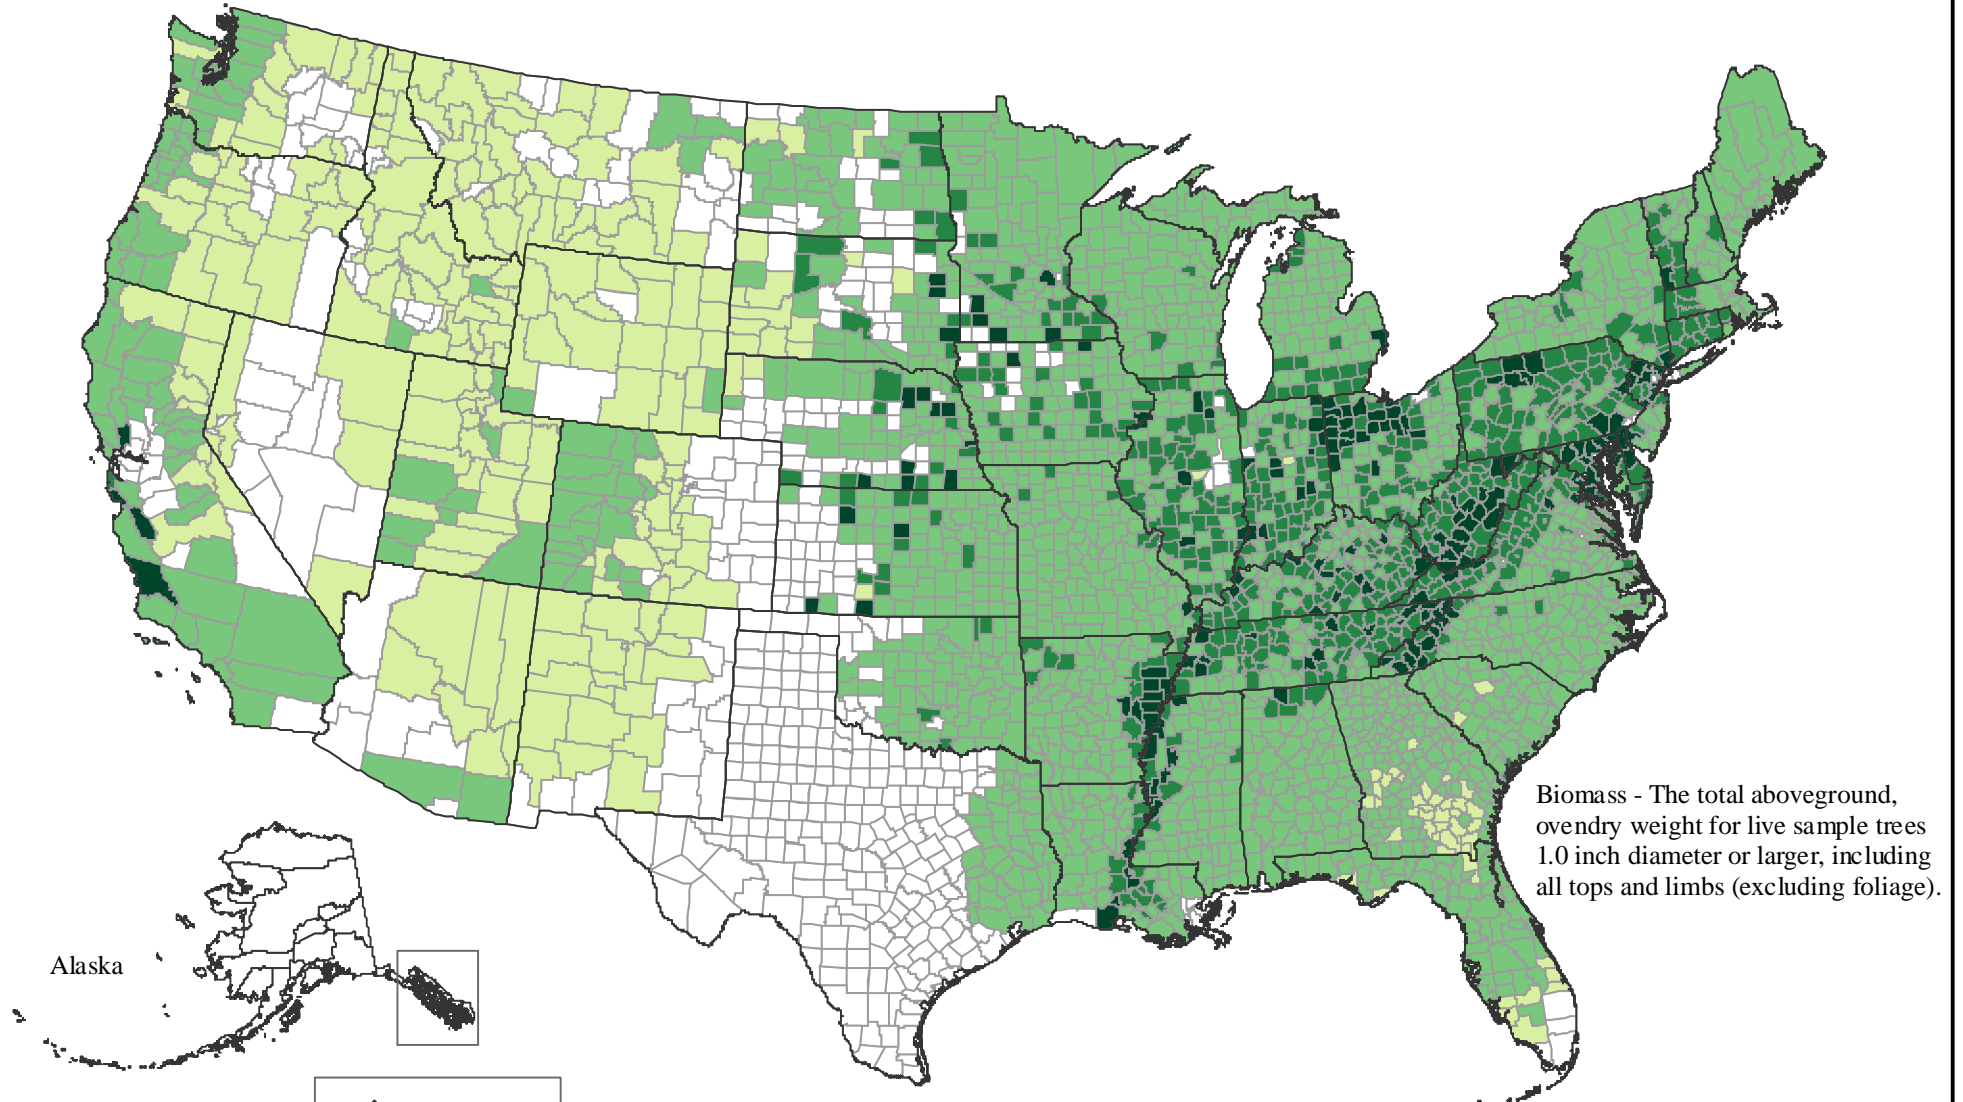 Biomass - The total aboveground,
ovendry weight for live sample trees
1.0 inch diameter or larger, including
all tops and limbs (excluding foliage).
Alaska